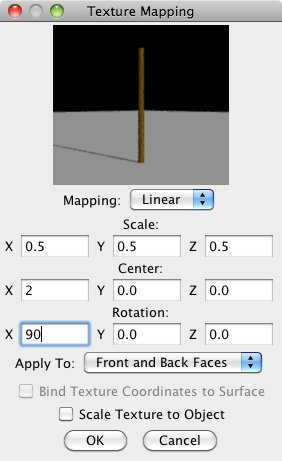 Texture Mapping
Mapping: Linear
Scale:
X 0.5 Y 0.5 Z 0.5
Center:
X 2 Y 0.0 Z 0.0
Rotation:
X 90 Y 0.0 Z 0.0
Apply To: Front and Back Faces
Bind Texture Coordinates to Surface
Scale Texture to Object
OK Cancel